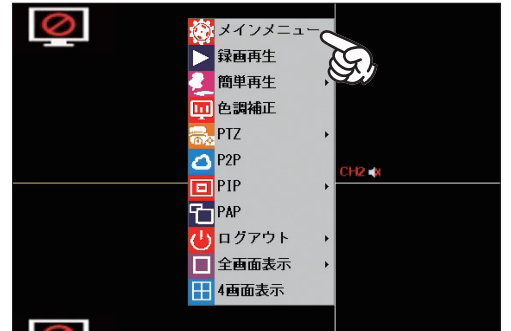 メインメニュー
録画再生
簡単再生
色調補正
PTZ
P2P
CH2
PIP
PAP
ログアウト
全画面表示
4画面表示